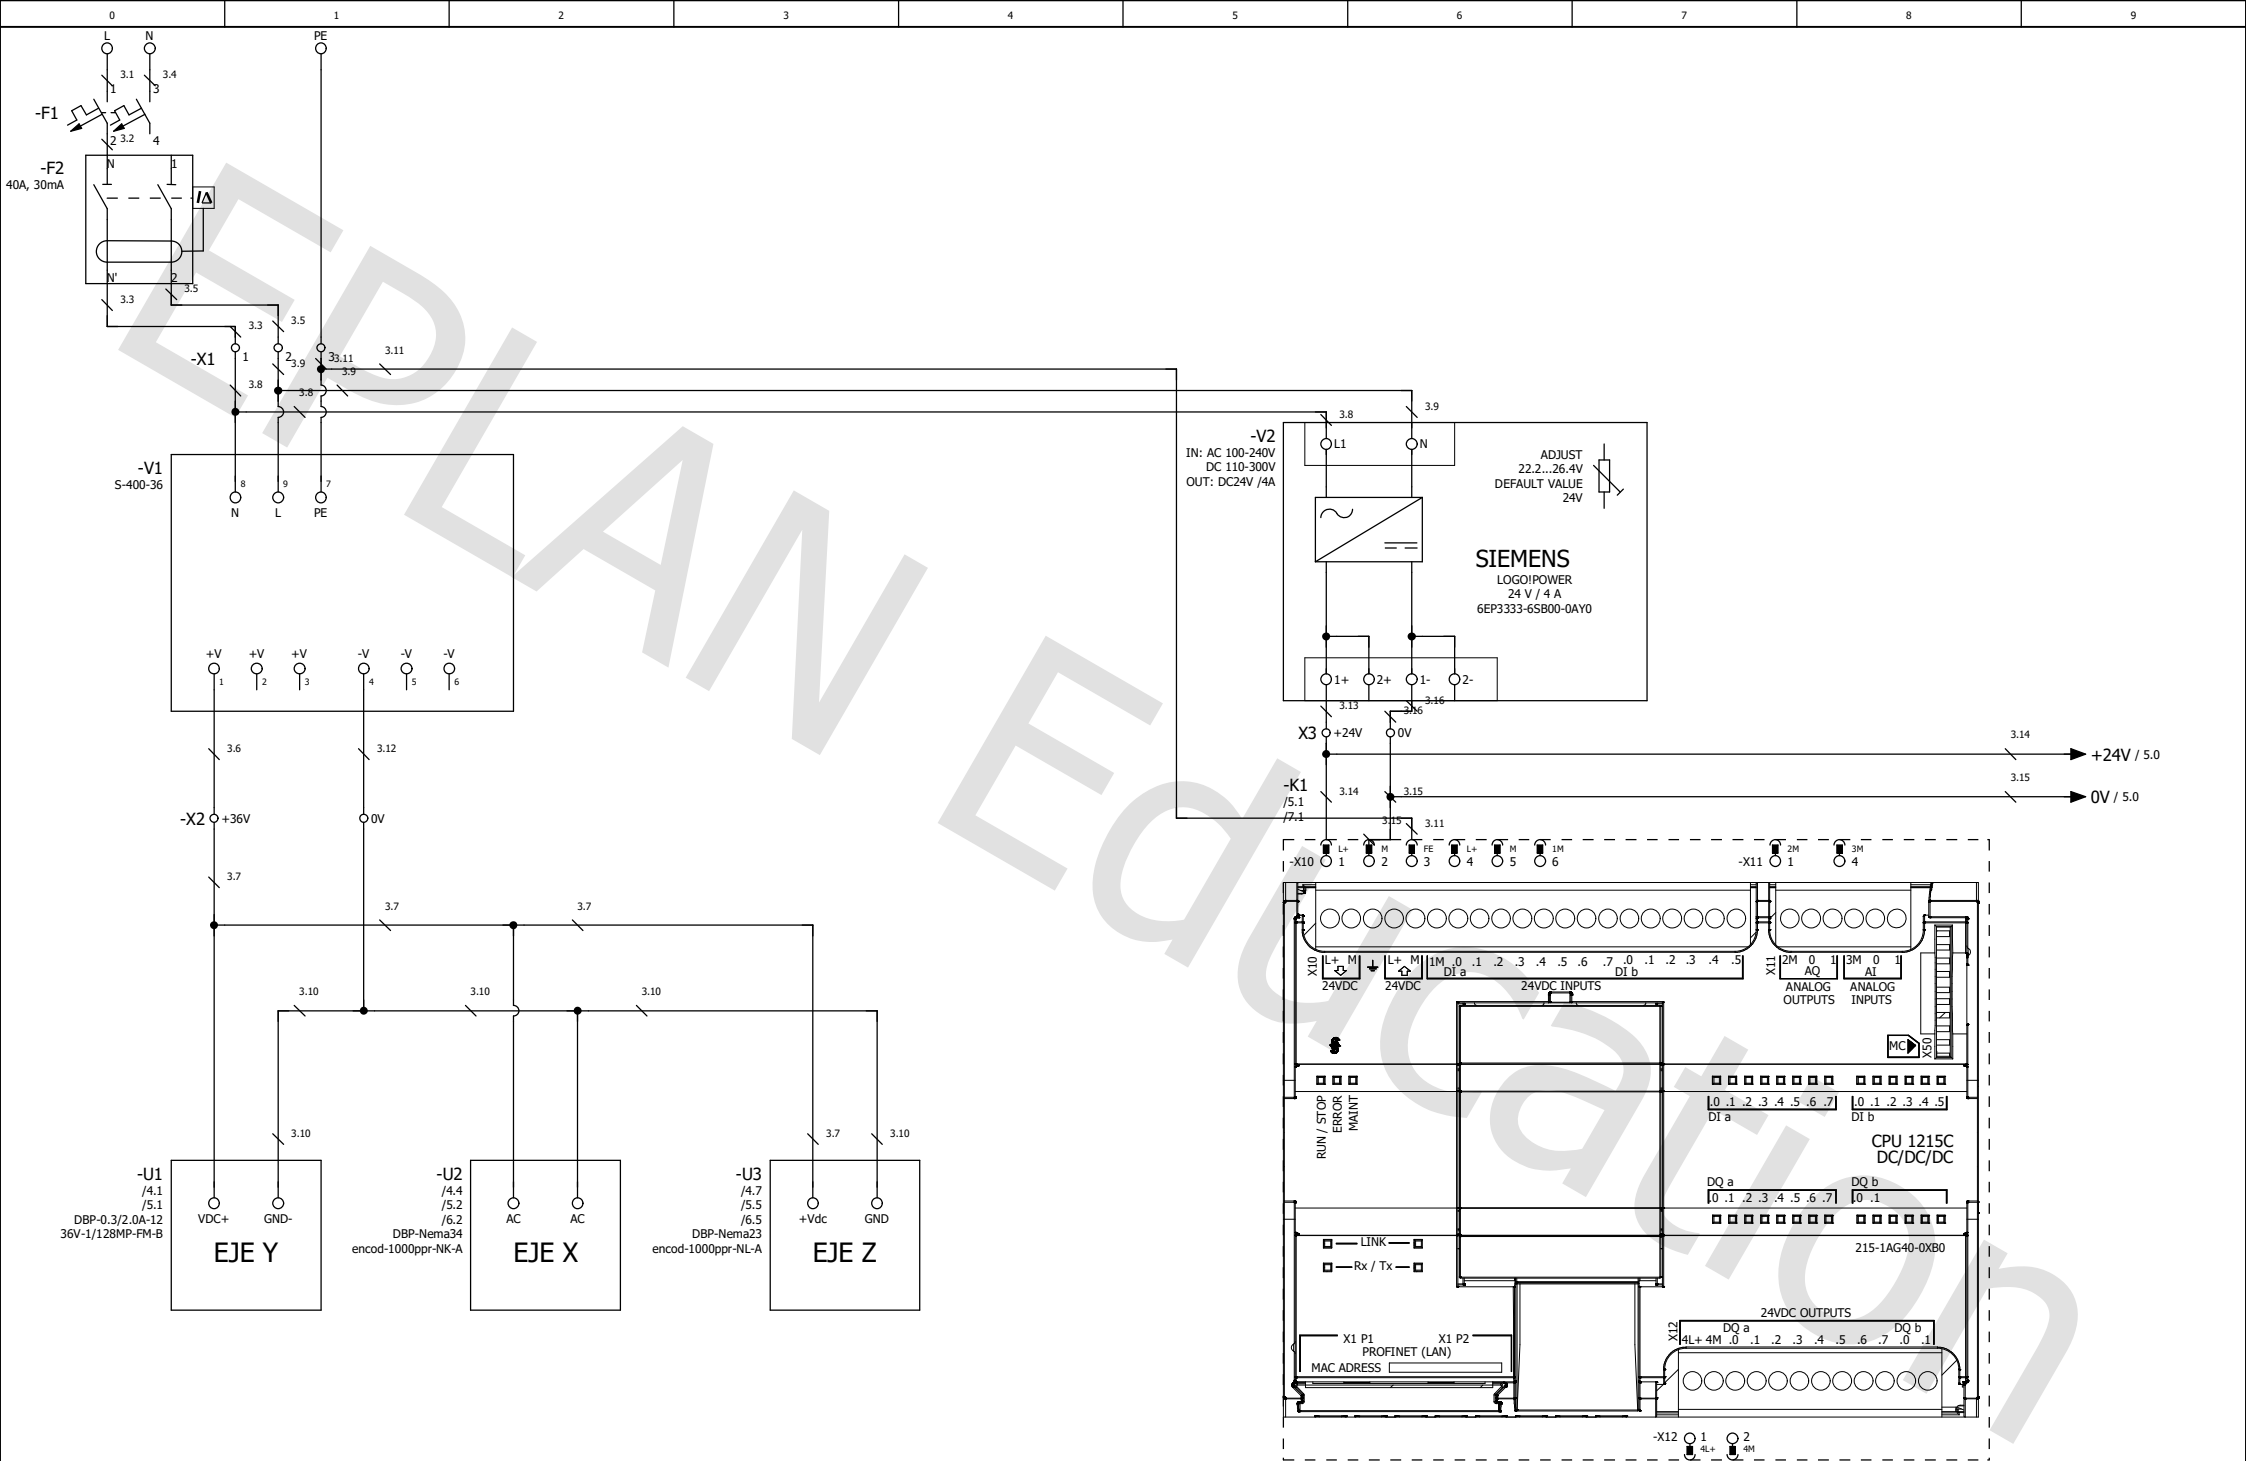 0 1 2 3 4 5 6 7 8 9
L N PE
3.1 3.4
1 3
-F1
2 3.2 4
-F2
40A, 30mA
N 1
I∆
N' 2
3.3 3.5
3.3 3.5
-X1 1 2 3
3.9 3.11 3.11
3.9
3.8 3.8
3.8 3.9
-V1
S-400-36
8 9 7
N L PE
+V +V +V -V -V -V
1 2 3 4 5 6
3.6 3.12
-X2 +36V 0V
3.7
3.7 3.7
3.10 3.10 3.10
3.10 3.7 3.10
-U1
/4.1
/5.1
DBP-0.3/2.0A-12
36V-1/128MP-FM-B
VDC+ GND-
EJE Y
-U2
/4.4
/5.2
/6.2
DBP-Nema34
encod-1000ppr-NK-A
AC AC
EJE X
-U3
/4.7
/5.5
/6.5
DBP-Nema23
encod-1000ppr-NL-A
+Vdc GND
EJE Z
-V2
IN: AC 100-240V
DC 110-300V
OUT: DC24V /4A
L1 N
ADJUST
22.2...26.4V
DEFAULT VALUE
24V
SIEMENS
LOGO!POWER
24 V / 4 A
6EP3333-6SB00-0AY0
1+ 2+ 1- 2-
3.13 3.16
3.16
X3 +24V 0V
3.14
+24V / 5.0
3.15
0V / 5.0
-K1
/5.1
/7.1
3.14 3.15
3.15 3.11
L+ M FE L+ M 1M 2M 3M
-X10 1 2 3 4 5 6 -X11 1 4
X10 L+ M L+ M 1M .0 .1 .2 .3 .4 .5 .6 .7 .0 .1 .2 .3 .4 .5 X11 2M 0 1 3M 0 1
DI a DI b AQ AI
24VDC 24VDC 24VDC INPUTS ANALOG OUTPUTS ANALOG INPUTS
MC X50
RUN / STOP
ERROR
MAINT
.0 .1 .2 .3 .4 .5 .6 .7 .0 .1 .2 .3 .4 .5
DI a DI b
CPU 1215C
DC/DC/DC
DQ a DQ b
.0 .1 .2 .3 .4 .5 .6 .7 .0 .1
LINK
Rx / Tx
215-1AG40-0XB0
24VDC OUTPUTS
X12 DQ a DQ b
4L+ 4M .0 .1 .2 .3 .4 .5 .6 .7 .0 .1
X1 P1 X1 P2
PROFINET (LAN)
MAC ADRESS
-X12 1 2
4L+ 4M
EPLAN Education